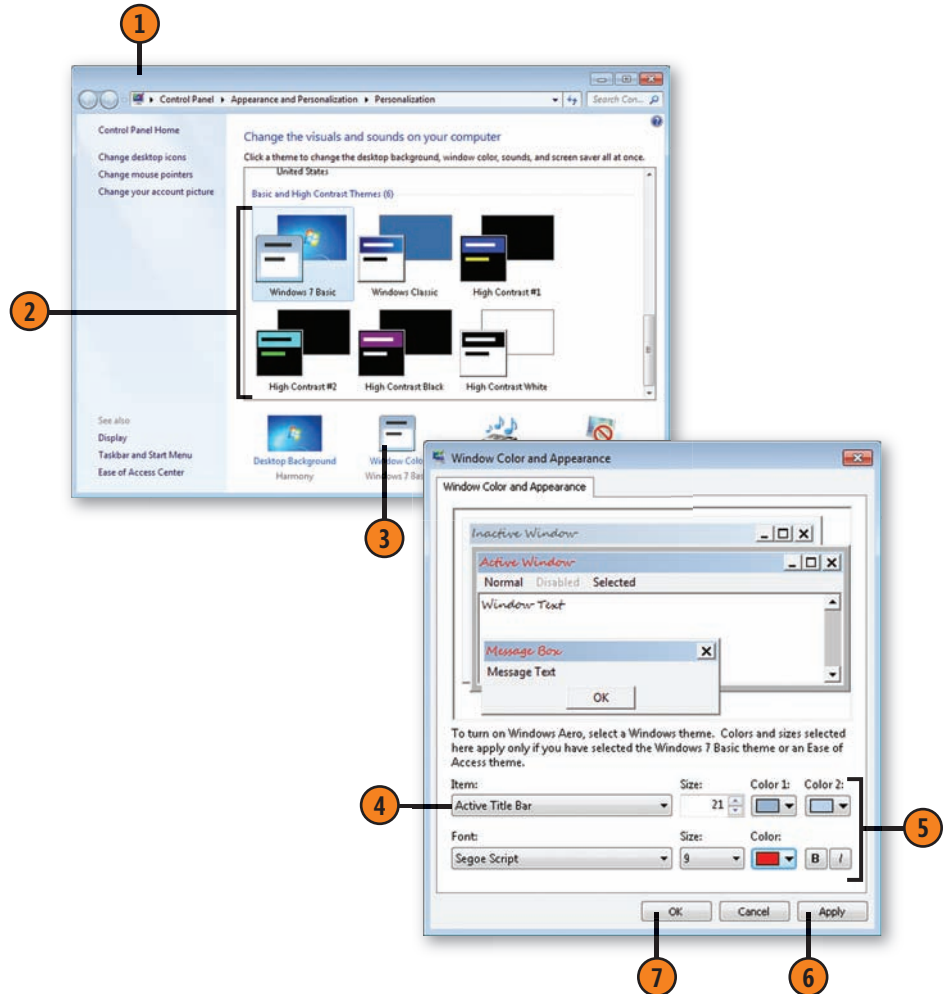 1
Control Panel ▸ Appearance and Personalization ▸ Personalization
Search Con...
Control Panel Home
Change desktop icons
Change mouse pointers
Change your account picture
Change the visuals and sounds on your computer
Click a theme to change the desktop background, window color, sounds, and screen saver all at once.
United States
Basic and High Contrast Themes (6)
2
Windows 7 Basic
Windows Classic
High Contrast #1
High Contrast #2
High Contrast Black
High Contrast White
See also
Display
Taskbar and Start Menu
Ease of Access Center
Desktop Background
Harmony
Window Colo
Windows 7 Bas
3
Window Color and Appearance
Window Color and Appearance
Inactive Window
Active Window
Normal Disabled Selected
Window Text
Message Box
Message Text
OK
To turn on Windows Aero, select a Windows theme. Colors and sizes selected
here apply only if you have selected the Windows 7 Basic theme or an Ease of
Access theme.
Item: Size: Color 1: Color 2:
4
Active Title Bar 21
5
Font: Size: Color:
Segoe Script 9 B I
OK Cancel Apply
7 6